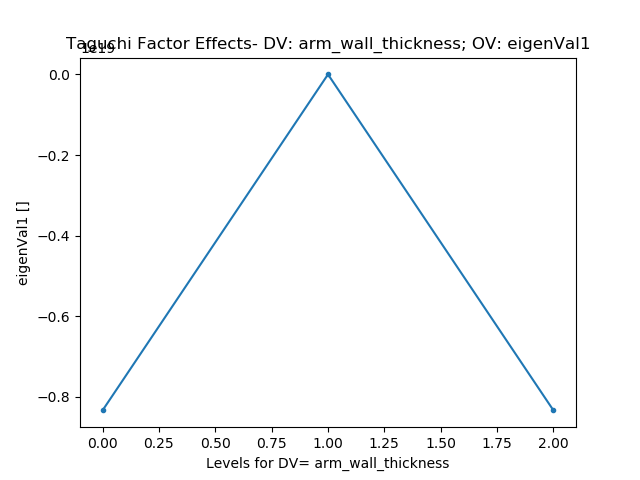 Taguchi Factor Effects- DV: arm_wall_thickness; OV: eigenVal1
1e19
0.0
−0.2
−0.4
−0.6
−0.8
eigenVal1 []
0.00 0.25 0.50 0.75 1.00 1.25 1.50 1.75 2.00
Levels for DV= arm_wall_thickness